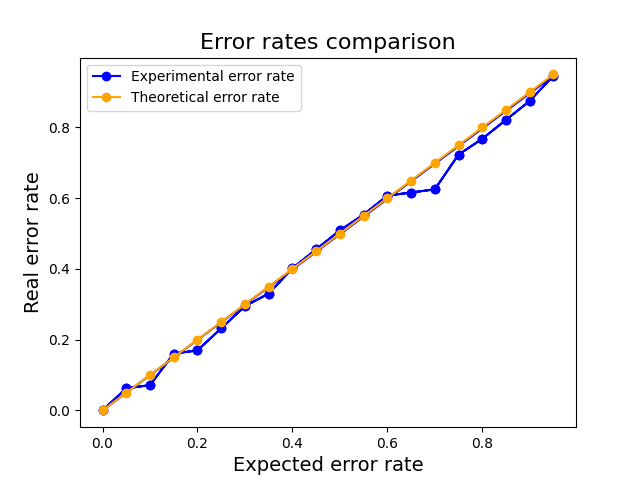 Error rates comparison
Experimental error rate
Theoretical error rate
0.8
0.6
0.4
0.2
0.0
Real error rate
0.0 0.2 0.4 0.6 0.8
Expected error rate